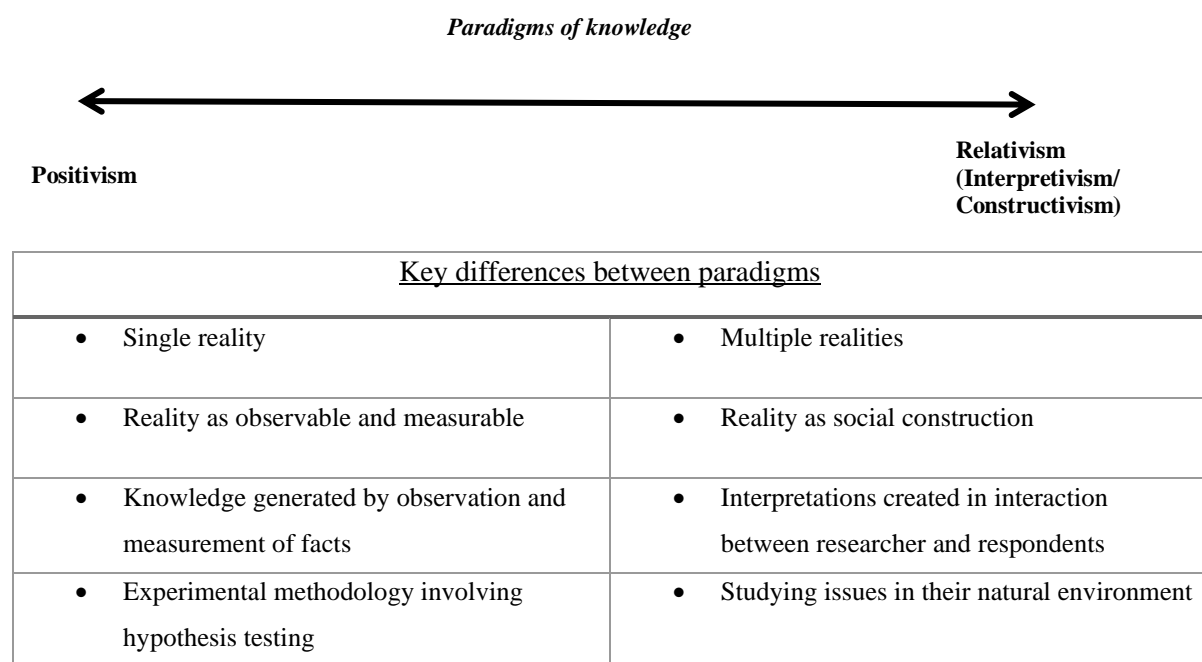 Paradigms of knowledge
Positivism
Relativism
(Interpretivism/
Constructivism)
Key differences between paradigms
• Single reality
• Multiple realities
• Reality as observable and measurable
• Reality as social construction
• Knowledge generated by observation and
measurement of facts
• Interpretations created in interaction
between researcher and respondents
• Experimental methodology involving
hypothesis testing
• Studying issues in their natural environment